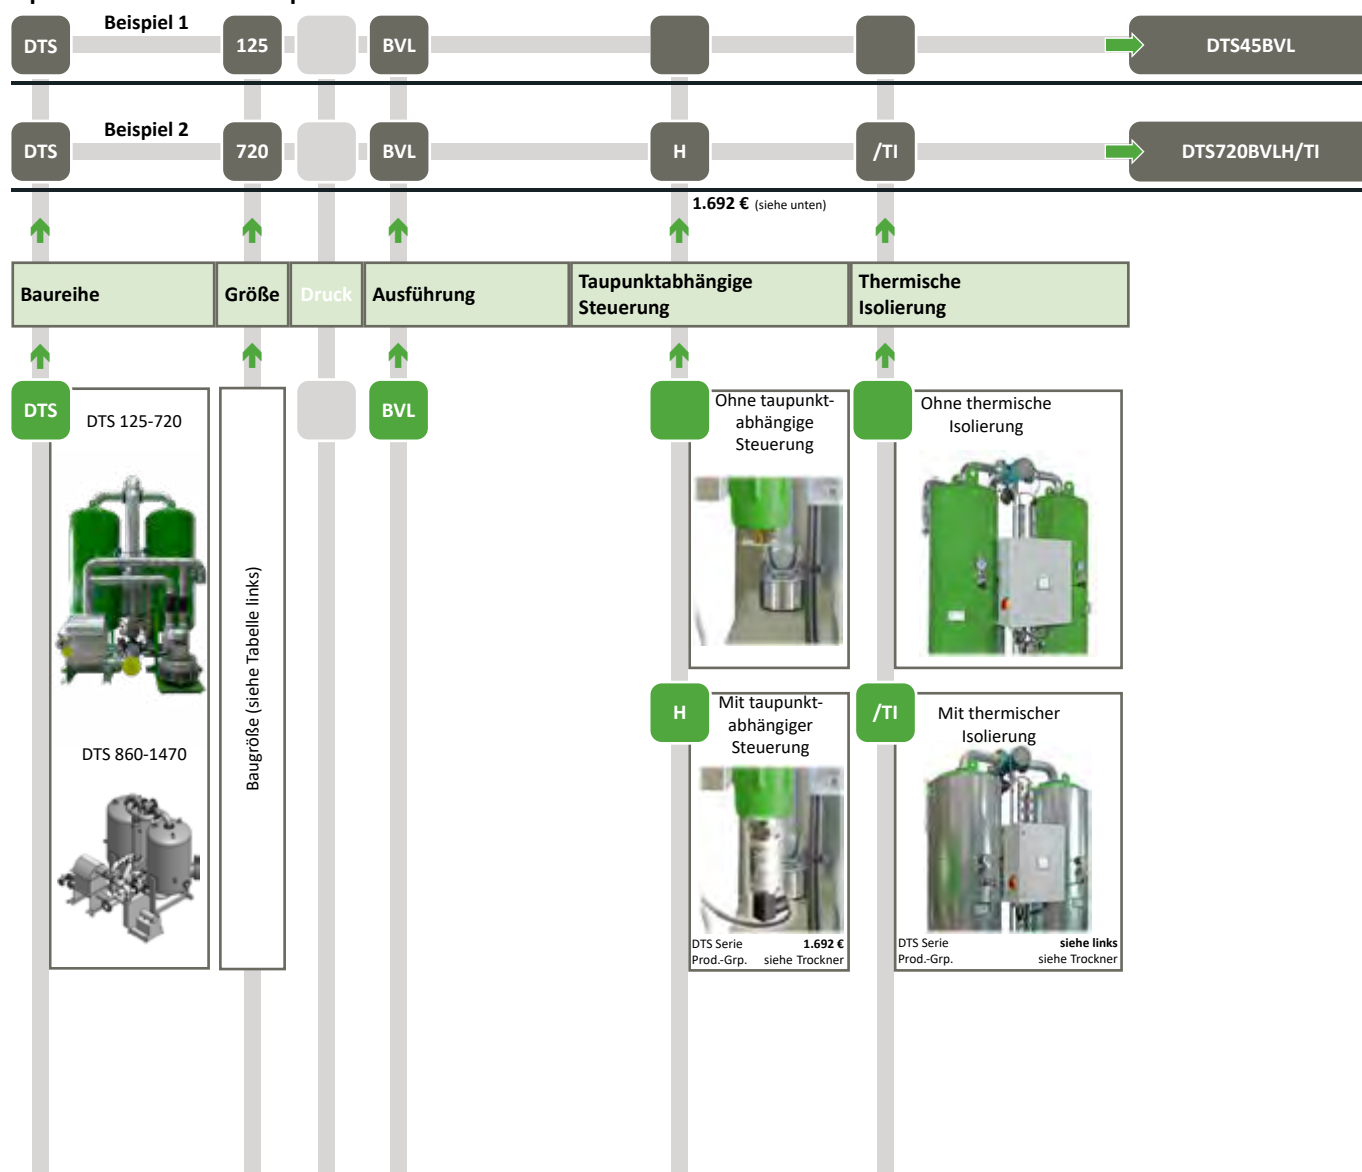 Beispiel 1
DTS 125 BVL DTS45BVL
Beispiel 2
DTS 720 BVL H /TI DTS720BVLH/TI
1.692 € (siehe unten)
Baureihe
Größe
Druck
Ausführung
Taupunktabhängige
Steuerung
Thermische
Isolierung
DTS
DTS 125-720
DTS 860-1470
Baugröße (siehe Tabelle links)
BVL
Ohne taupunkt-
abhängige
Steuerung
H
Mit taupunkt-
abhängiger
Steuerung
DTS Serie 1.692 €
Prod.-Grp. siehe Trockner
Ohne thermische
Isolierung
/TI
Mit thermischer
Isolierung
DTS Serie siehe links
Prod.-Grp. siehe Trockner